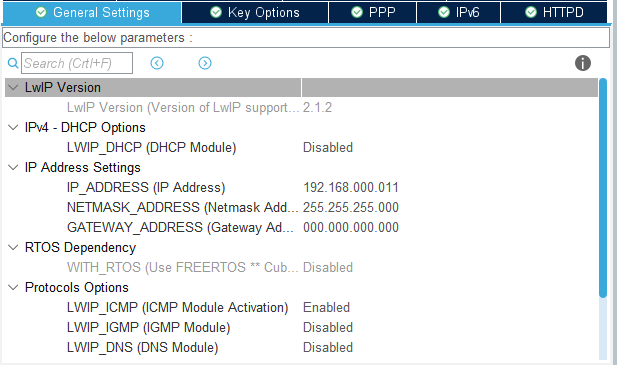 General Settings Key Options PPP IPv6 HTTPD
Configure the below parameters :
Search (Crtl+F)
LwIP Version
LwIP Version (Version of LwIP support... 2.1.2
IPv4 - DHCP Options
LWIP_DHCP (DHCP Module) Disabled
IP Address Settings
IP_ADDRESS (IP Address) 192.168.000.011
NETMASK_ADDRESS (Netmask Add... 255.255.255.000
GATEWAY_ADDRESS (Gateway Ad... 000.000.000.000
RTOS Dependency
WITH_RTOS (Use FREERTOS ** Cub... Disabled
Protocols Options
LWIP_ICMP (ICMP Module Activation) Enabled
LWIP_IGMP (IGMP Module) Disabled
LWIP_DNS (DNS Module) Disabled